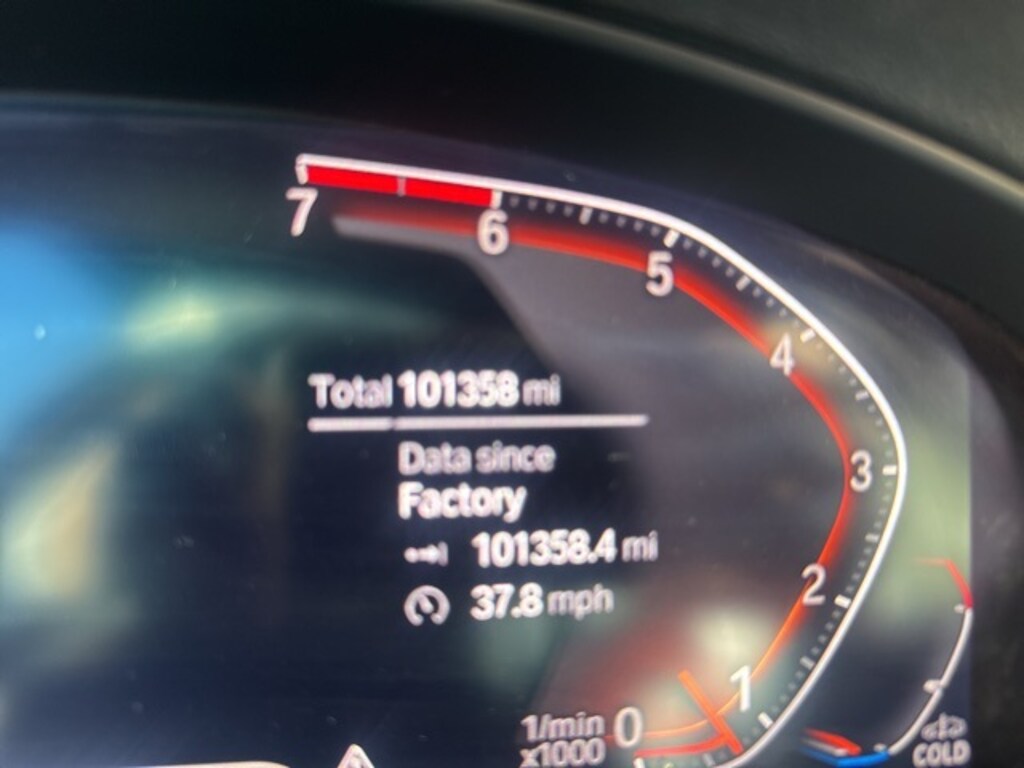 7
6
5
4
Total 101358 mi
Data since
3
Factory
101358.4 mi
2
37.8 mph
1
1/min 0
x1000
COLD